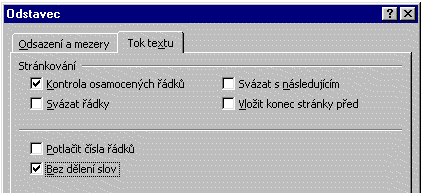 Odstavec
Odsazení a mezery
Tok textu
Stránkování
Kontrola osamocených řádků
Svázat s následujícím
Svázat řádky
Vložit konec stránky před
Potlačit čísla řádků
Bez dělení slov